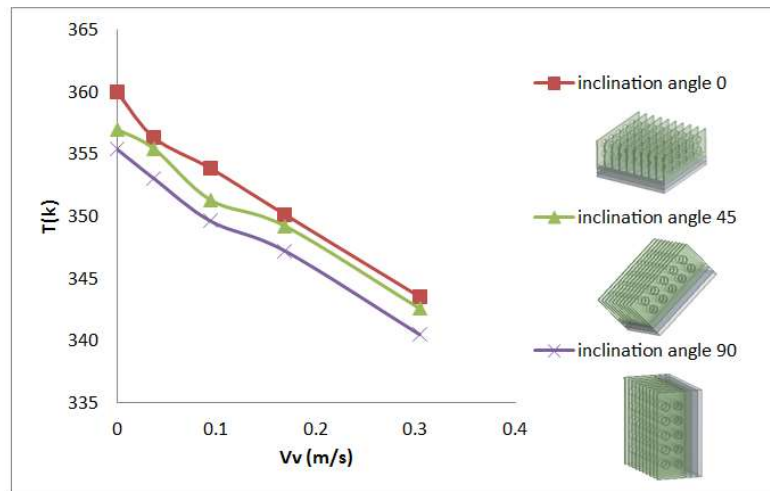 365
360
355
350
345
340
335
T(k)
0
0.1
0.2
0.3
0.4
Vv (m/s)
inclination angle 0
inclination angle 45
inclination angle 90